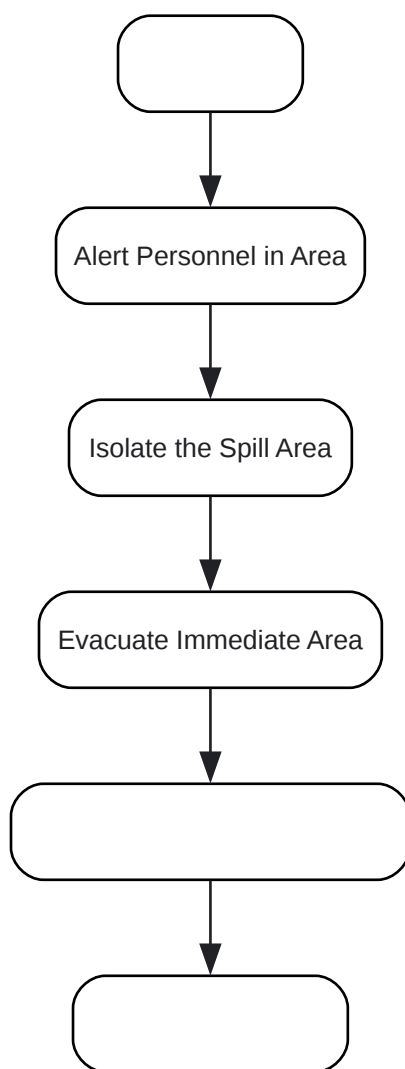 Alert Personnel in Area
Isolate the Spill Area
Evacuate Immediate Area